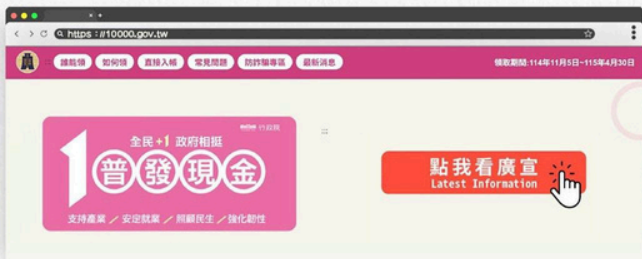 https://10000.gov.tw
誰能領 如何領 直接入帳 常見問題 防詐騙專區 最新消息
領取期間:114年11月5日~115年4月30日
行政院
全民+1 政府相挺
1普發現金
支持產業／安定就業／照顧民生／強化韌性
點我看廣宣
Latest Information